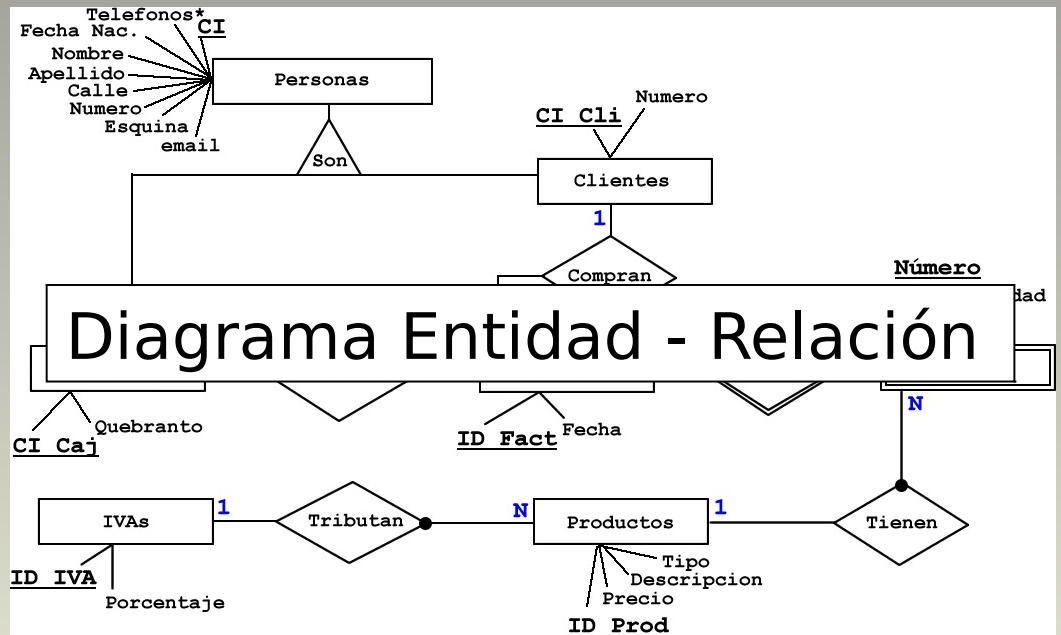 Telefonos*
CI
Fecha Nac.
Nombre
Apellido
Calle
Numero
Esquina
email
Personas
Son
CI Cli
Numero
Clientes
1
Compran
Número
Diagrama Entidad - Relación
N
CI Caj
Quebranto
ID Fact
Fecha
IVAs
1
Tributan
N
Productos
1
Tienen
ID IVA
Porcentaje
Tipo
Descripcion
Precio
ID Prod